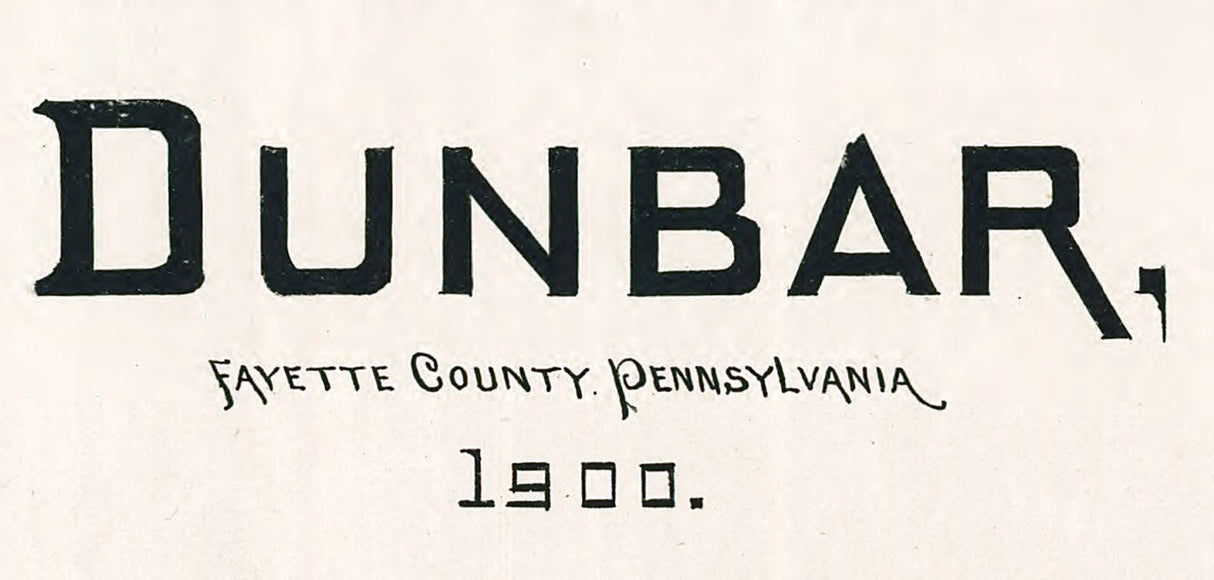 DUNBAR,
FAYETTE COUNTY. PENNSYLVANIA
1900.